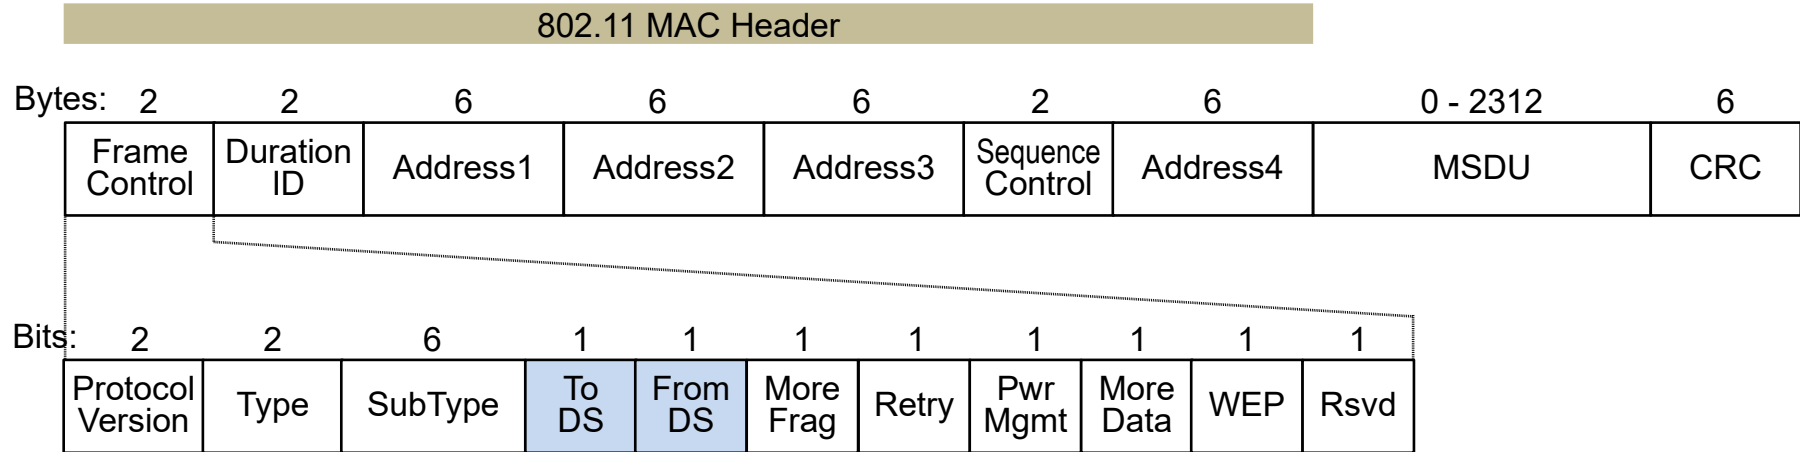 802.11 MAC Header
Bytes: 2 2 6 6 6 2 6 0 - 2312 6
Frame Control Duration ID Address1 Address2 Address3 Sequence Control Address4 MSDU CRC
Bits: 2 2 6 1 1 1 1 1 1 1 1
Protocol Version Type SubType To DS From DS More Frag Retry Pwr Mgmt More Data WEP Rsvd